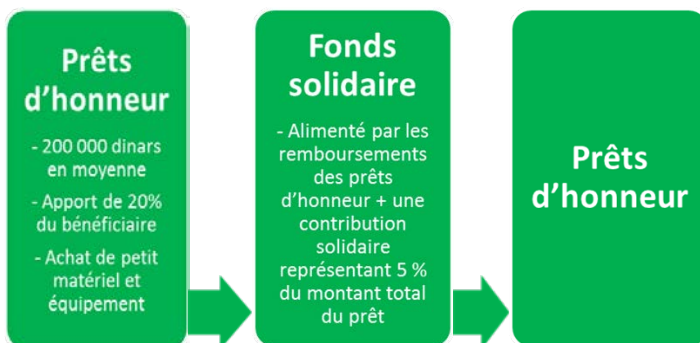 Prêts
d’honneur
- 200 000 dinars
en moyenne
- Apport de 20%
du bénéficiaire
- Achat de petit
matériel et
équipement
Fonds
solidaire
- Alimenté par les
remboursements
des prêts
d’honneur + une
contribution
solidaire
représentant 5 %
du montant total
du prêt
Prêts
d’honneur